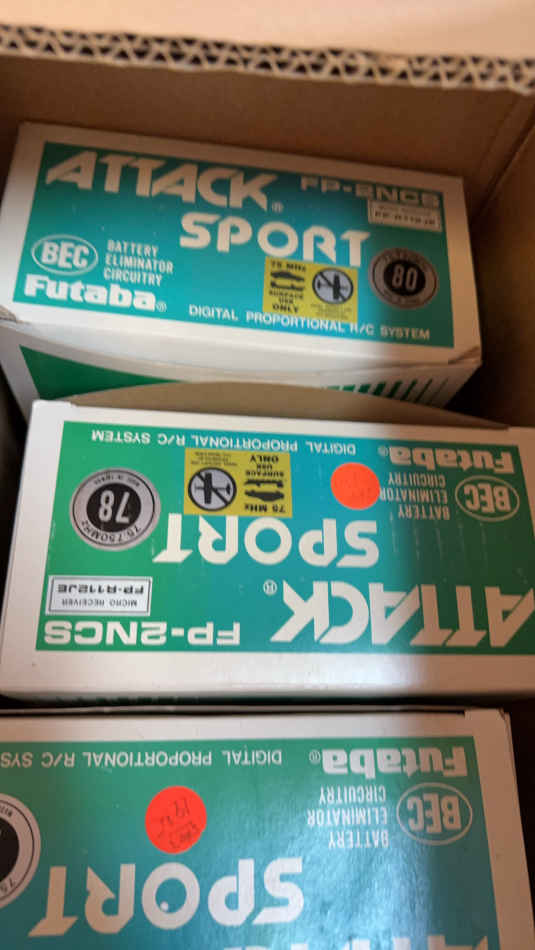 ATTACK®
FP-2NCS
SPORT
BEC
BATTERY
ELIMINATOR
CIRCUITRY
75 MHz
SURFACE
USE
ONLY
80
Futaba®
DIGITAL PROPORTIONAL R/C SYSTEM
ATTACK®
FP-2NCS
MICRO RECEIVER
FP-R112JE
SPORT
75.750MHz
78
BEC
BATTERY
ELIMINATOR
CIRCUITRY
75 MHz
SURFACE
USE
ONLY
Futaba®
DIGITAL PROPORTIONAL R/C SYSTEM
SPORT
BEC
BATTERY
ELIMINATOR
CIRCUITRY
Futaba®
DIGITAL PROPORTIONAL R/C SYS